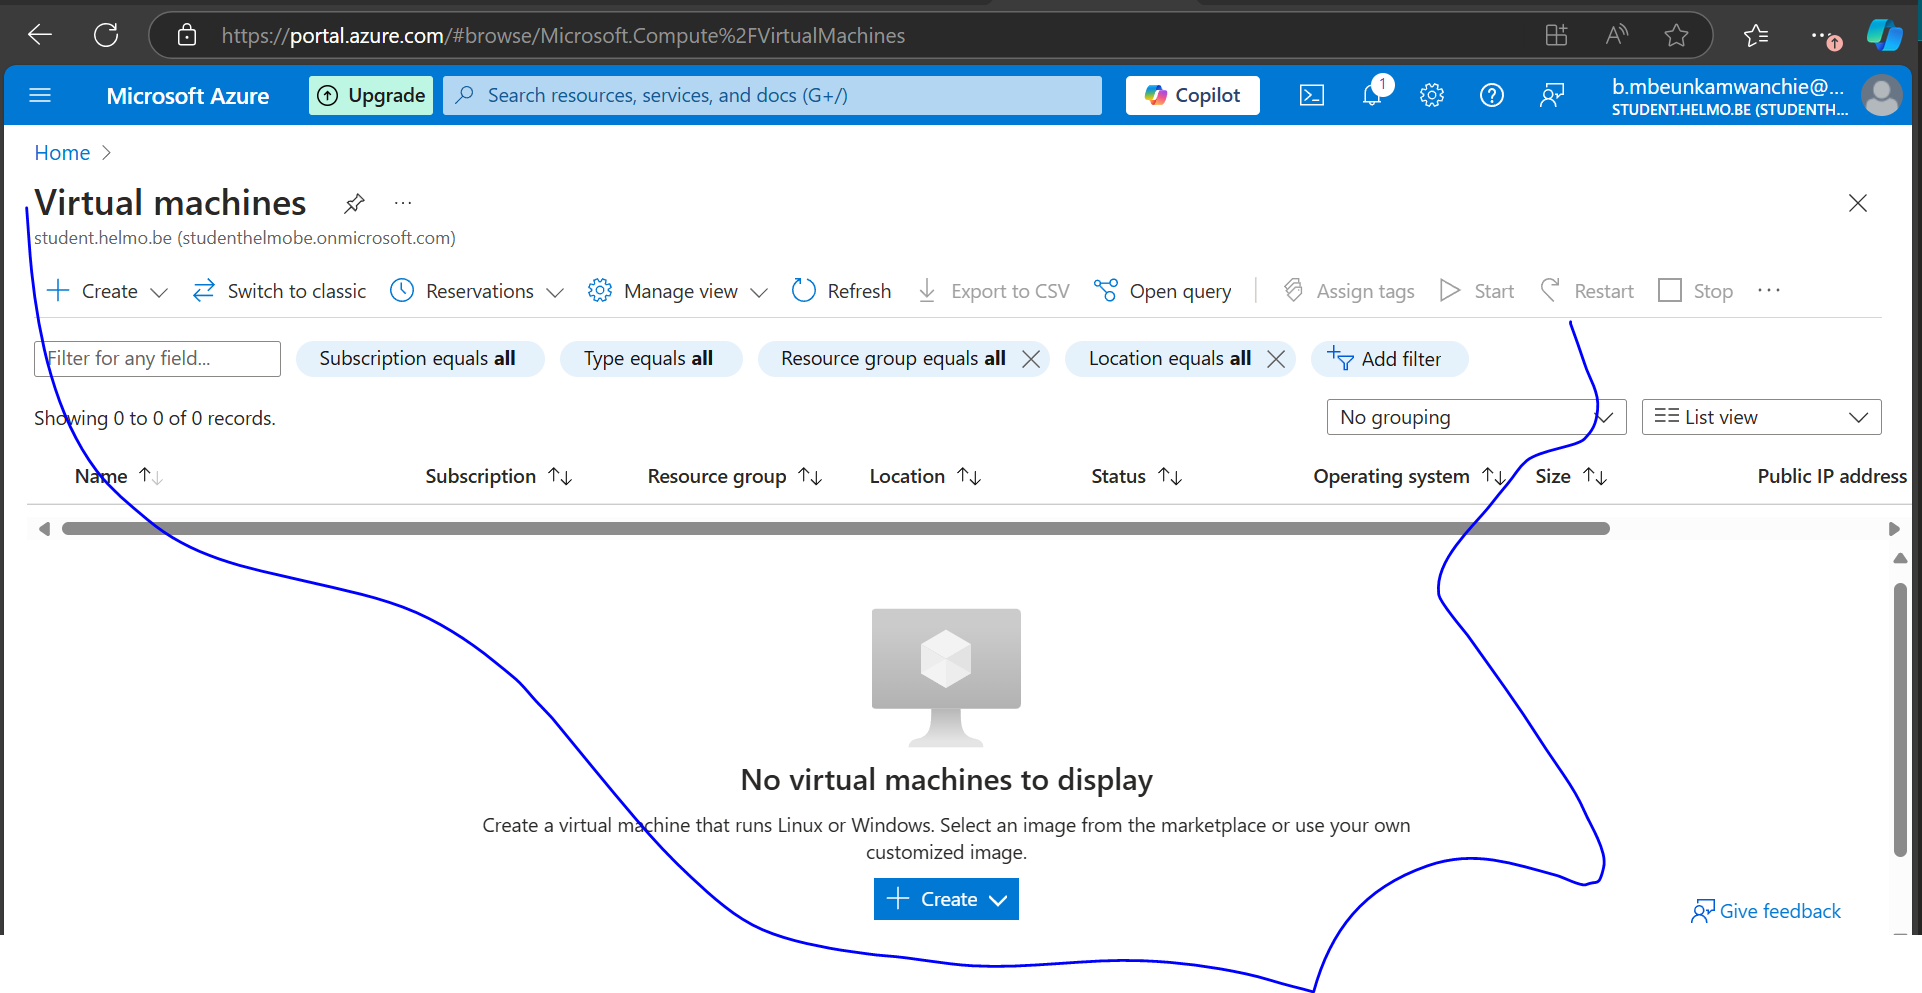 https://portal.azure.com/#browse/Microsoft.Compute%2FVirtualMachines
Microsoft Azure Upgrade Search resources, services, and docs (G+/) Copilot 1 b.mbeunkamwanchie@...
STUDENT.HELMO.BE (STUDENTH...
Home
Virtual machines
student.helmo.be (studenthelmobe.onmicrosoft.com)
Create Switch to classic Reservations Manage view Refresh Export to CSV Open query Assign tags Start Restart Stop
Filter for any field... Subscription equals all Type equals all Resource group equals all Location equals all Add filter
Showing 0 to 0 of 0 records. No grouping List view
Name Subscription Resource group Location Status Operating system Size Public IP address
No virtual machines to display
Create a virtual machine that runs Linux or Windows. Select an image from the marketplace or use your own
customized image.
Create
Give feedback